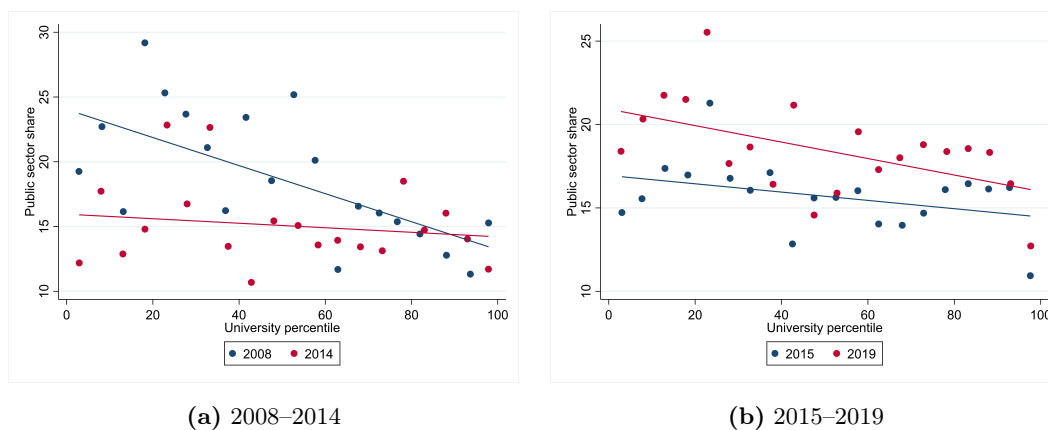 Public sector share
30
25
20
15
10
0 20 40 60 80 100
University percentile
2008 2014
(a) 2008–2014
Public sector share
25
20
15
10
0 20 40 60 80 100
University percentile
2015 2019
(b) 2015–2019